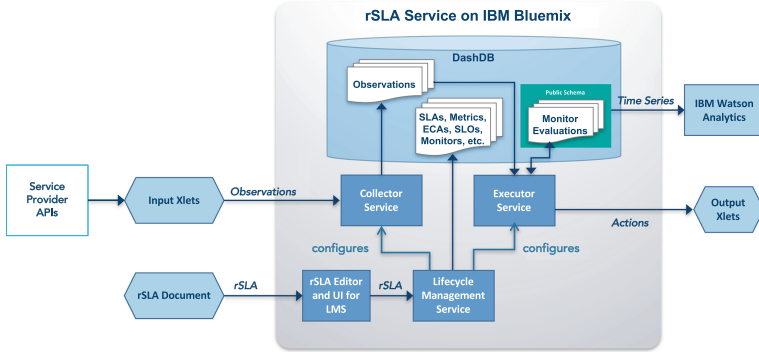 rSLA Service on IBM Bluemix
DashDB
Observations
SLAs, Metrics,
ECAs, SLOs,
Monitors, etc.
Public Schema
Monitor
Evaluations
Time Series
IBM Watson
Analytics
Service
Provider
APIs
Input Xlets
Observations
Collector
Service
Executor
Service
Actions
Output
Xlets
configures
configures
rSLA Document
rSLA
rSLA Editor
and UI for
LMS
rSLA
Lifecycle
Management
Service